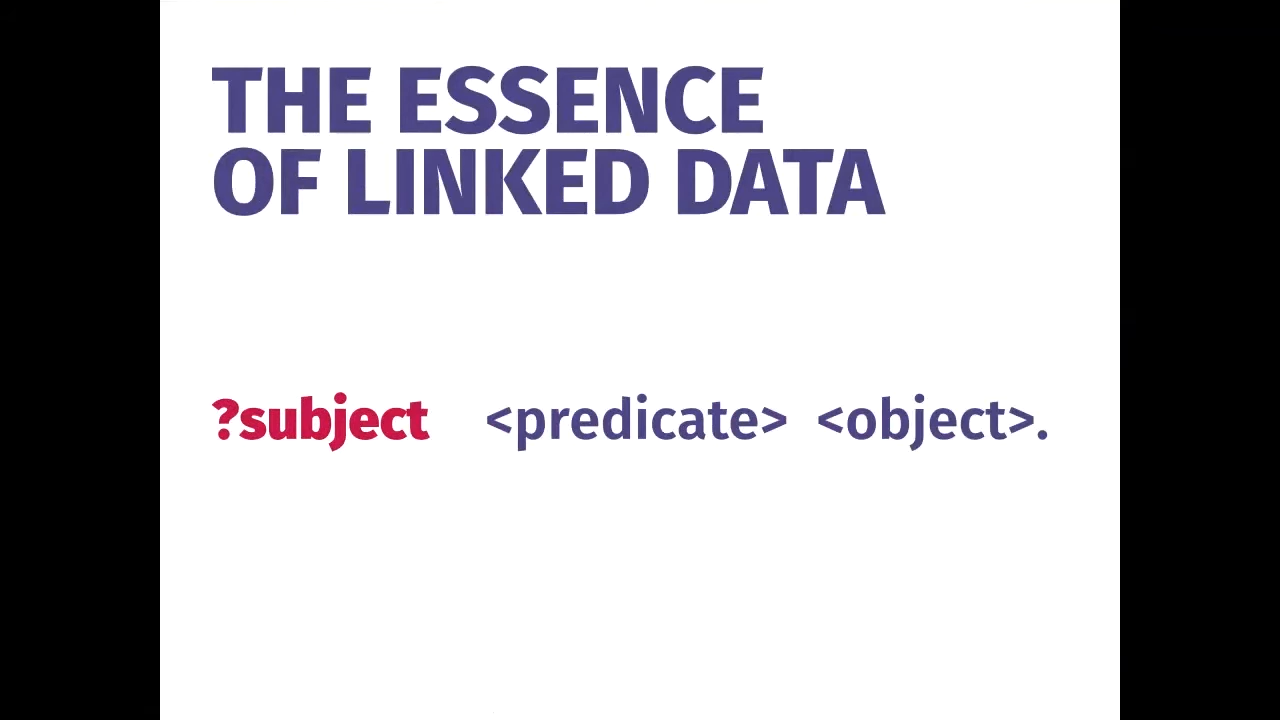 THE ESSENCE
OF LINKED DATA
?subject <predicate> <object>.